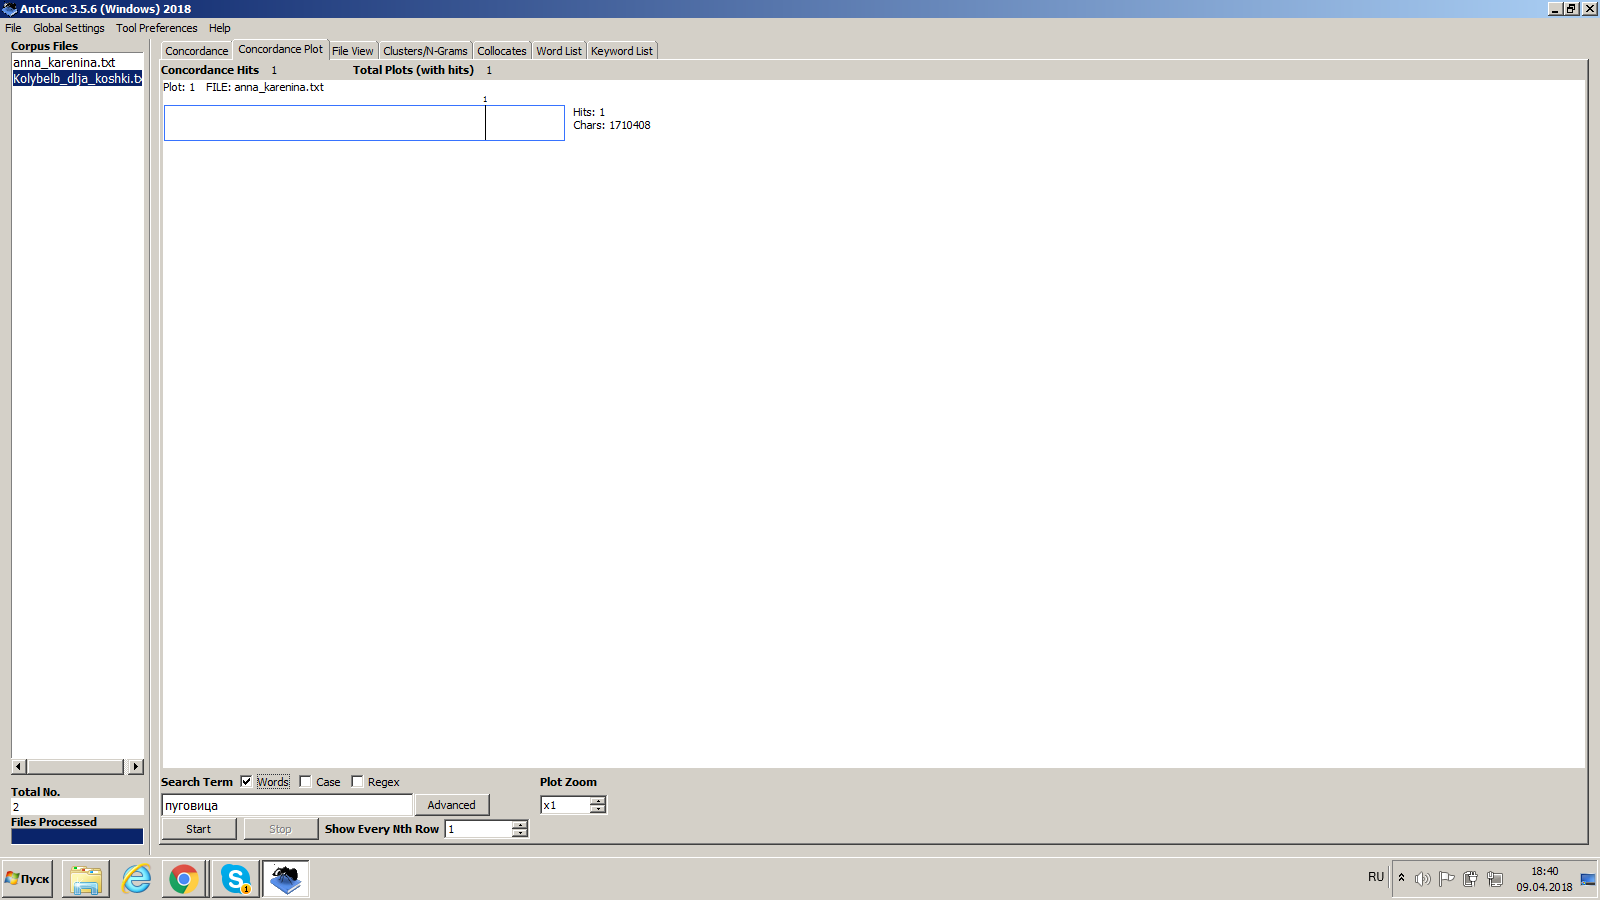 AntConc 3.5.6 (Windows) 2018
File Global Settings Tool Preferences Help
Corpus Files
anna_karenina.txt
Kolybelb_dlja_koshki.tx
Concordance Concordance Plot File View Clusters/N-Grams Collocates Word List Keyword List
Concordance Hits 1 Total Plots (with hits) 1
Plot: 1 FILE: anna_karenina.txt
1
Hits: 1
Chars: 1710408
Total No.
2
Files Processed
Search Term Words Case Regex Plot Zoom
пуговица Advanced x1
Start Stop Show Every Nth Row 1
Пуск
S 1
RU
18:40
09.04.2018